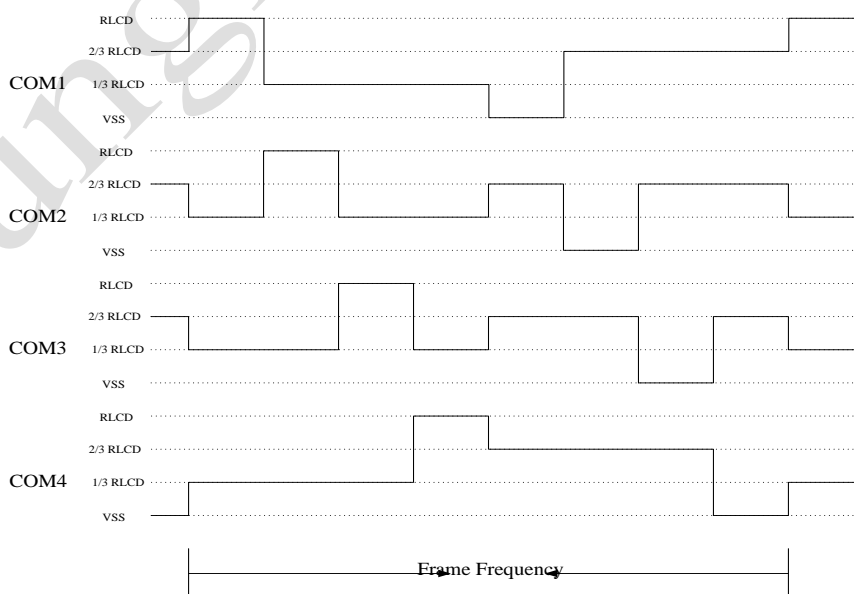 RLCD
2/3 RLCD
COM1
1/3 RLCD
VSS
RLCD
2/3 RLCD
COM2
1/3 RLCD
VSS
RLCD
2/3 RLCD
COM3
1/3 RLCD
VSS
RLCD
2/3 RLCD
COM4
1/3 RLCD
VSS
Frame Frequency